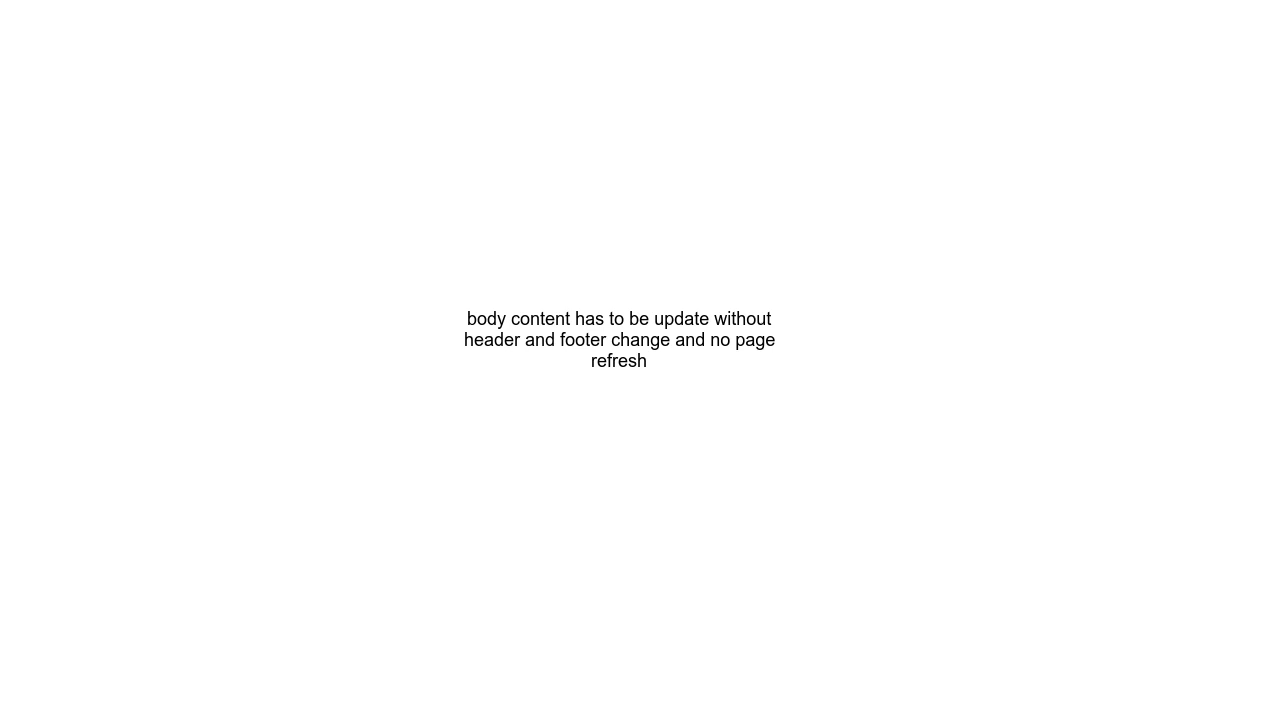 body content has to be update without
header and footer change and no page
refresh